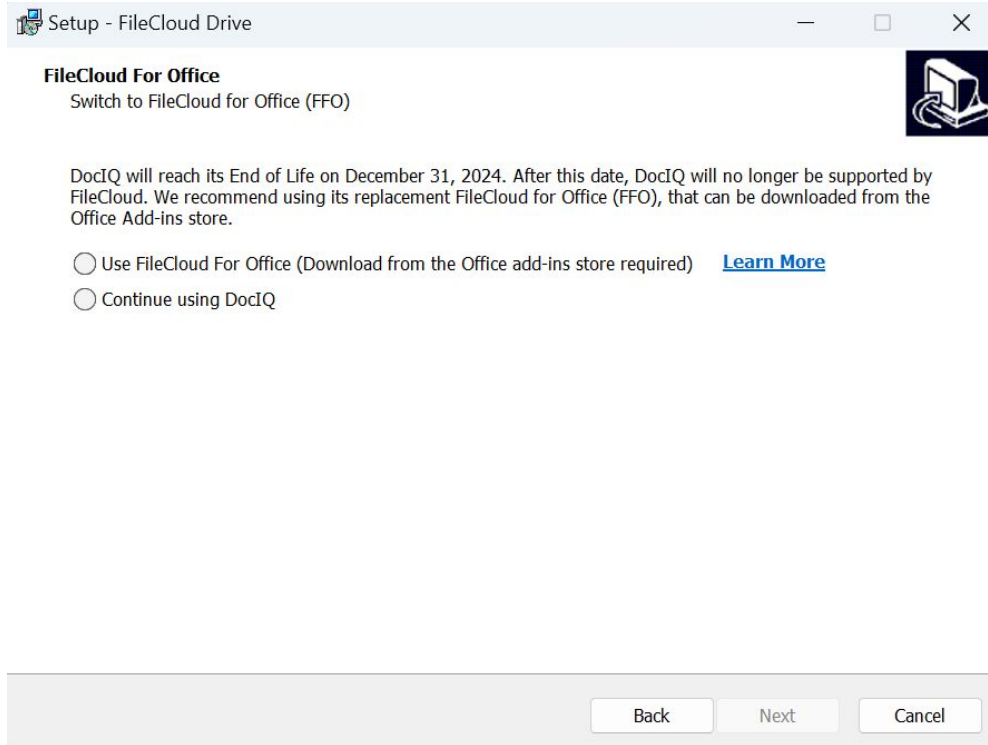 Setup - FileCloud Drive
FileCloud For Office
Switch to FileCloud for Office (FFO)
DocIQ will reach its End of Life on December 31, 2024. After this date, DocIQ will no longer be supported by
FileCloud. We recommend using its replacement FileCloud for Office (FFO), that can be downloaded from the
Office Add-ins store.
Use FileCloud For Office (Download from the Office add-ins store required) Learn More
Continue using DocIQ
Back Next Cancel